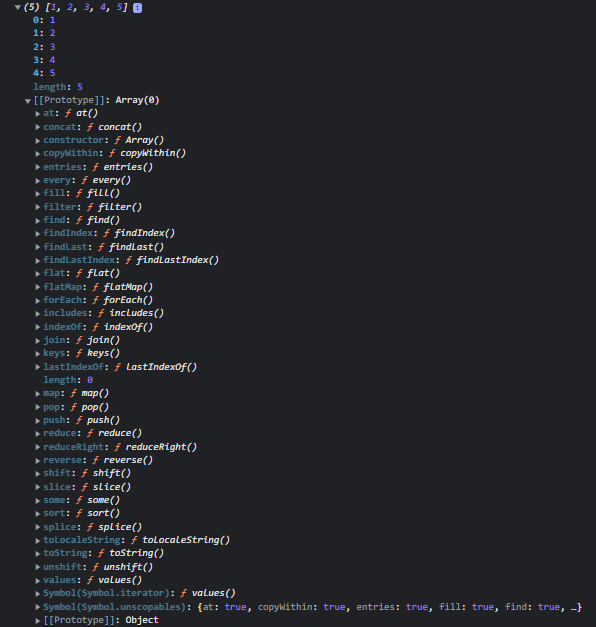 (5) [1, 2, 3, 4, 5] i
0: 1
1: 2
2: 3
3: 4
4: 5
length: 5
[[Prototype]]: Array(0)
at: ƒ at()
concat: ƒ concat()
constructor: ƒ Array()
copyWithin: ƒ copyWithin()
entries: ƒ entries()
every: ƒ every()
fill: ƒ fill()
filter: ƒ filter()
find: ƒ find()
findIndex: ƒ findIndex()
findLast: ƒ findLast()
findLastIndex: ƒ findLastIndex()
flat: ƒ flat()
flatMap: ƒ flatMap()
forEach: ƒ forEach()
includes: ƒ includes()
indexOf: ƒ indexOf()
join: ƒ join()
keys: ƒ keys()
lastIndexOf: ƒ lastIndexOf()
length: 0
map: ƒ map()
pop: ƒ pop()
push: ƒ push()
reduce: ƒ reduce()
reduceRight: ƒ reduceRight()
reverse: ƒ reverse()
shift: ƒ shift()
slice: ƒ slice()
some: ƒ some()
sort: ƒ sort()
splice: ƒ splice()
toLocaleString: ƒ toLocaleString()
toString: ƒ toString()
unshift: ƒ unshift()
values: ƒ values()
Symbol(Symbol.iterator): ƒ values()
Symbol(Symbol.unscopables): {at: true, copyWithin: true, entries: true, fill: true, find: true, …}
[[Prototype]]: Object